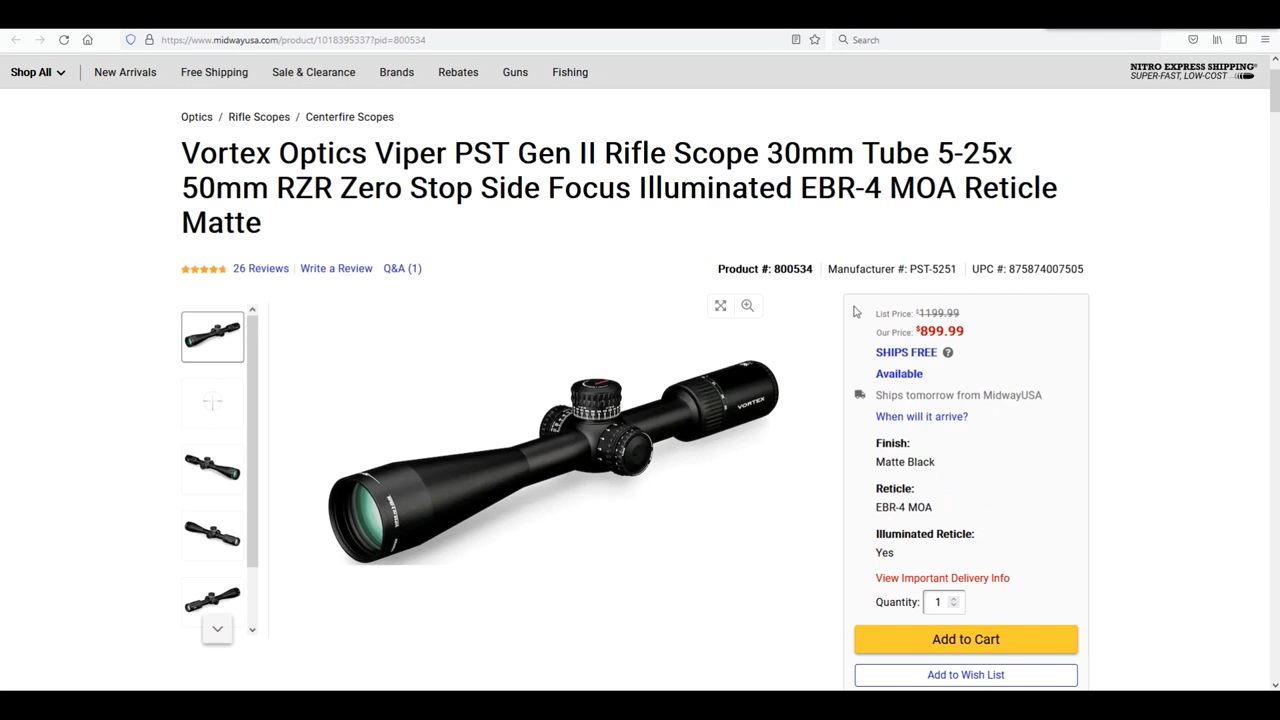 https://www.midwayusa.com/product/1018395337?pid=800534
Search
Shop All
New Arrivals
Free Shipping
Sale & Clearance
Brands
Rebates
Guns
Fishing
NITRO EXPRESS SHIPPING®
SUPER-FAST, LOW-COST
Optics / Rifle Scopes / Centerfire Scopes
Vortex Optics Viper PST Gen II Rifle Scope 30mm Tube 5-25x
50mm RZR Zero Stop Side Focus Illuminated EBR-4 MOA Reticle
Matte
26 Reviews | Write a Review | Q&A (1)
Product #: 800534 | Manufacturer #: PST-5251 | UPC #: 875874007505
List Price: $1199.99
Our Price: $899.99
SHIPS FREE
Available
Ships tomorrow from MidwayUSA
When will it arrive?
Finish:
Matte Black
Reticle:
EBR-4 MOA
Illuminated Reticle:
Yes
View Important Delivery Info
Quantity: 1
Add to Cart
Add to Wish List
VORTEX